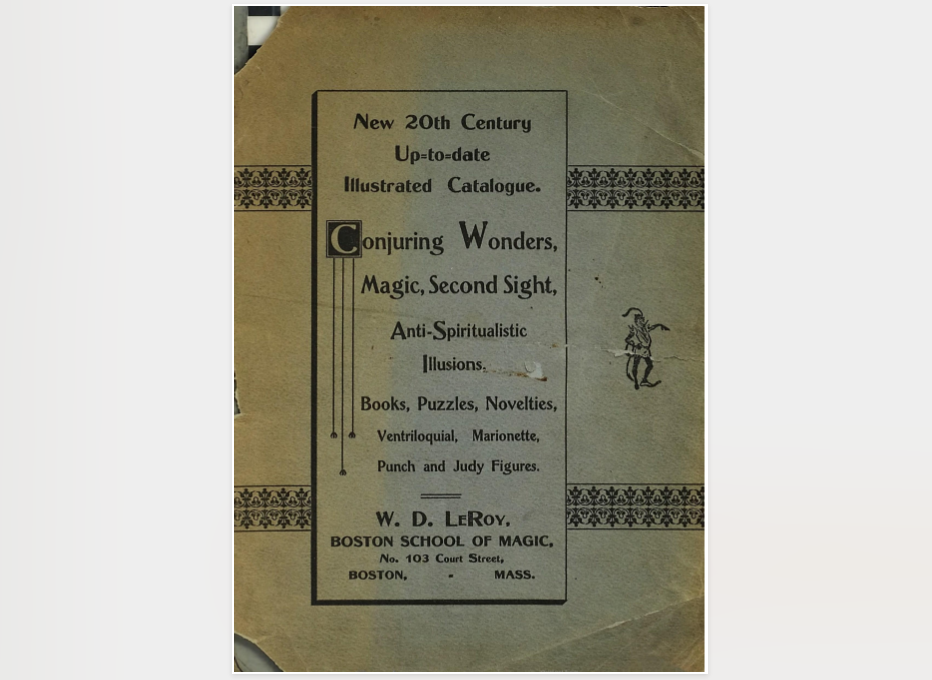 New 20th Century
Up=to=date
Illustrated Catalogue.
Conjuring Wonders,
Magic, Second Sight,
Anti-Spiritualistic
Illusions.
Books, Puzzles, Novelties,
Ventriloquial, Marionette,
Punch and Judy Figures.
W. D. LeRoy.
BOSTON SCHOOL OF MAGIC,
No. 103 Court Street,
BOSTON, - MASS.